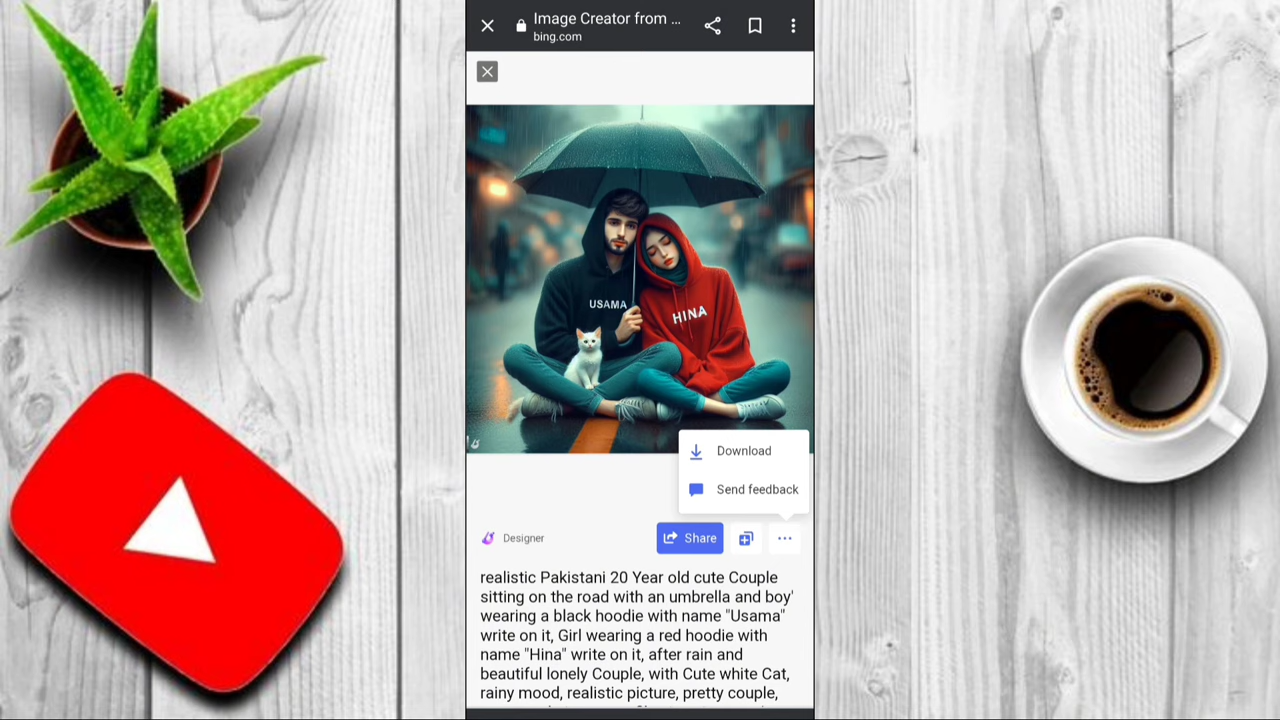 Image Creator from ...
bing.com
USAMA
HINA
Download
Send feedback
Designer
Share
realistic Pakistani 20 Year old cute Couple
sitting on the road with an umbrella and boy'
wearing a black hoodie with name "Usama"
write on it, Girl wearing a red hoodie with
name "Hina" write on it, after rain and
beautiful lonely Couple, with Cute white Cat,
rainy mood, realistic picture, pretty couple,